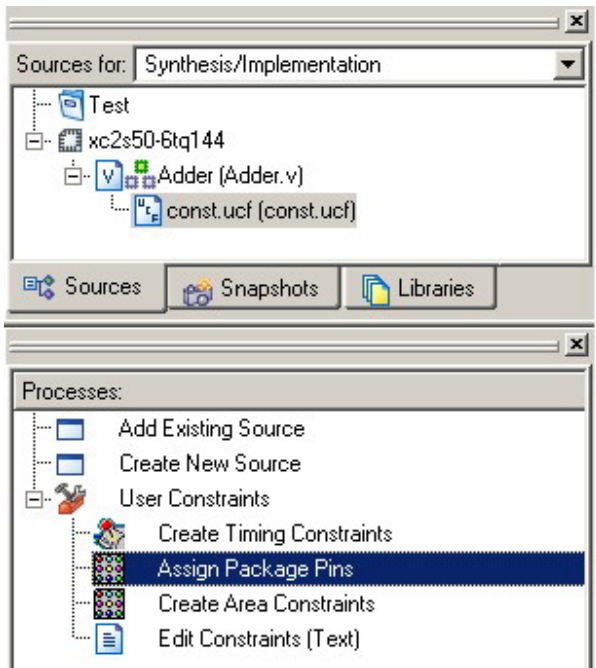 Sources for: Synthesis/Implementation
Test
xc2s50-6tq144
Adder (Adder.v)
const.ucf (const.ucf)
Sources Snapshots Libraries
Processes:
Add Existing Source
Create New Source
User Constraints
Create Timing Constraints
Assign Package Pins
Create Area Constraints
Edit Constraints (Text)